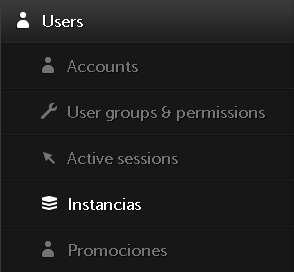 Users
Accounts
User groups & permissions
Active sessions
Instancias
Promociones